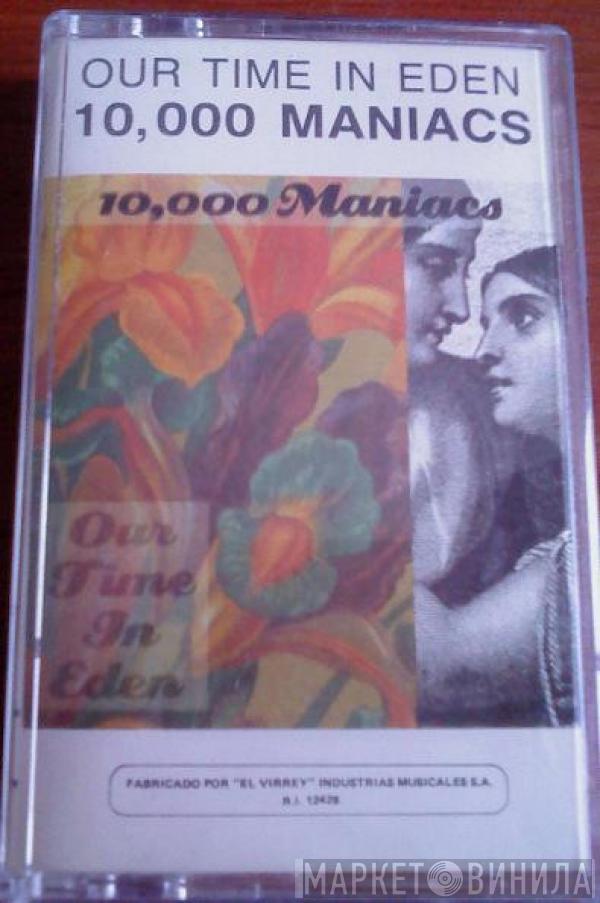 OUR TIME IN EDEN
10,000 MANIACS
10,000 Maniacs
Our
Time
In
Eden
FABRICADO POR "EL VIRREY" INDUSTRIAS MUSICALES S.A.
R.I. 12428
МАРКЕТ ВИНИЛА